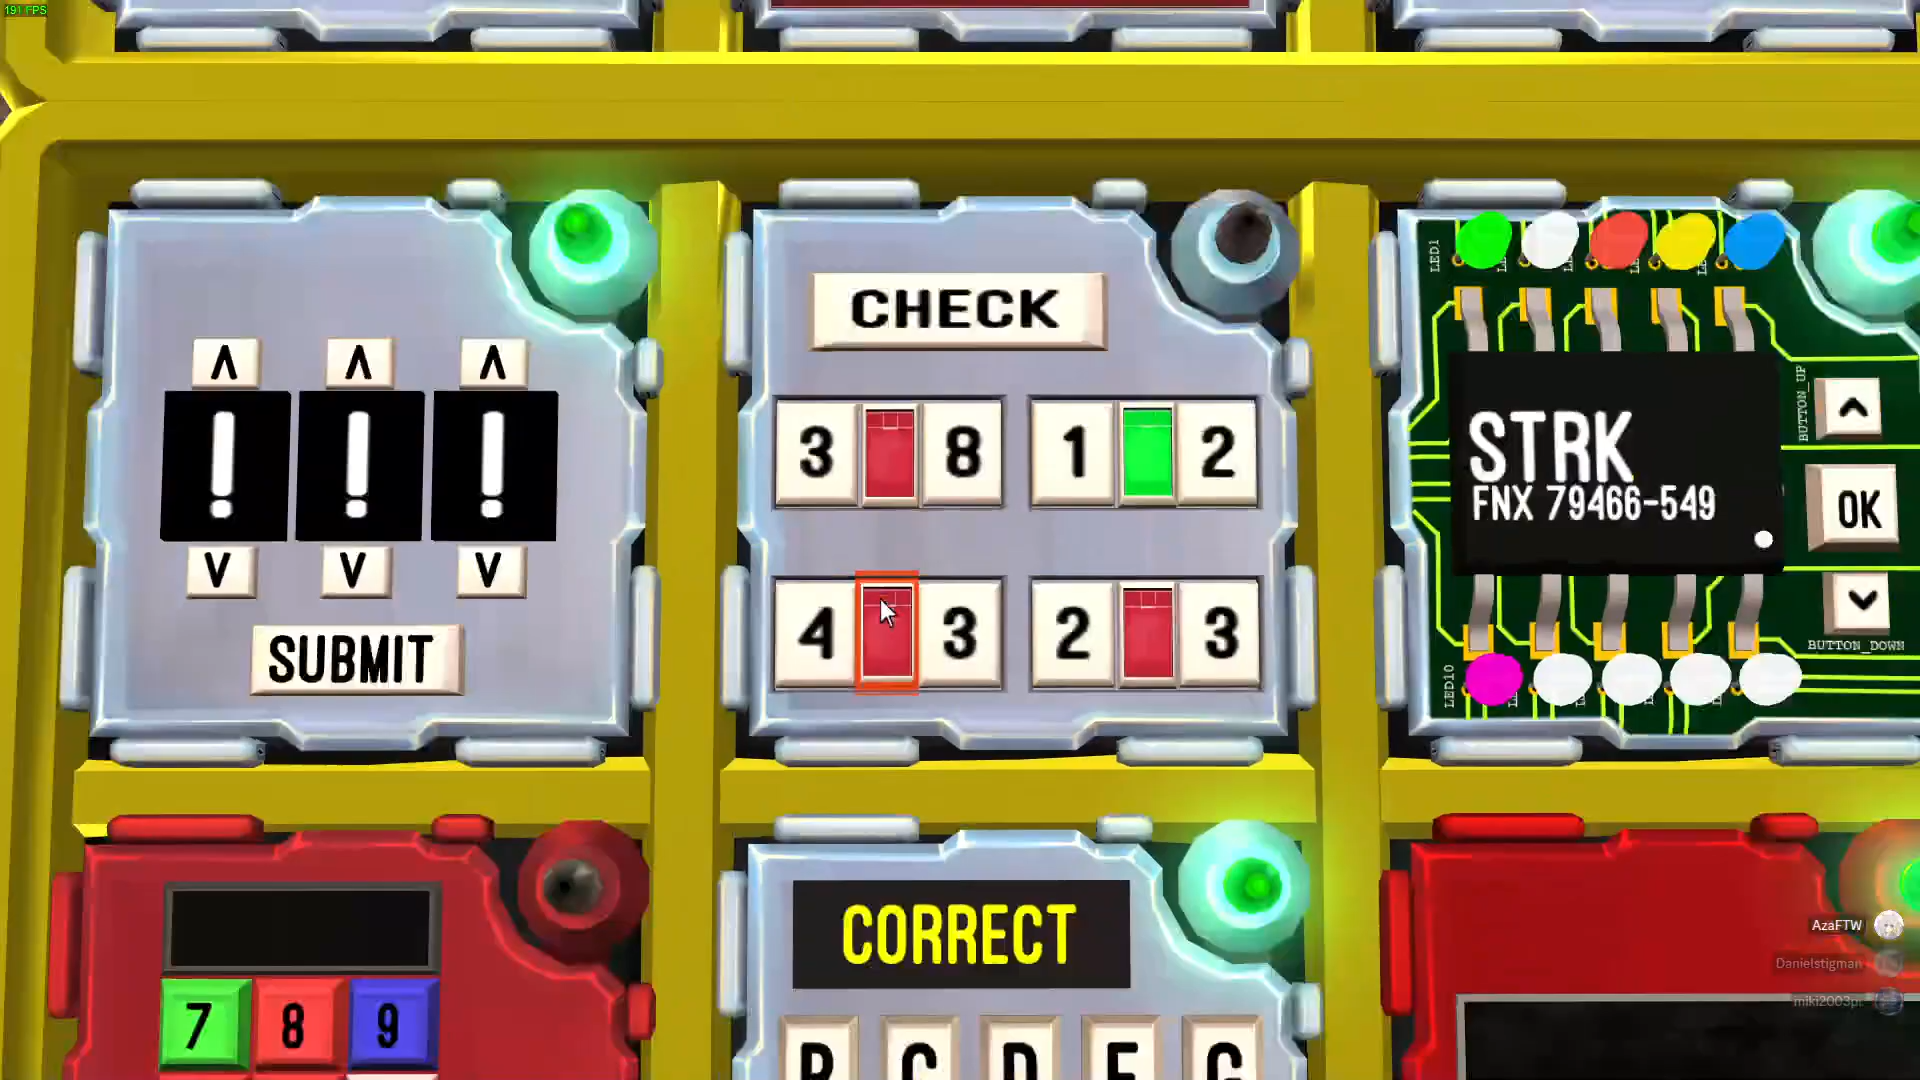 191 FPS
CHECK
3 8 1 2
4 3 2 3
Λ Λ Λ
! ! !
V V V
SUBMIT
LED1
STRK
FNX 79466-549
BUTTON_UP
OK
BUTTON_DOWN
LED10
7 8 9
CORRECT
B C D E G
AzaFTW
Danielstigman
miki2003pt